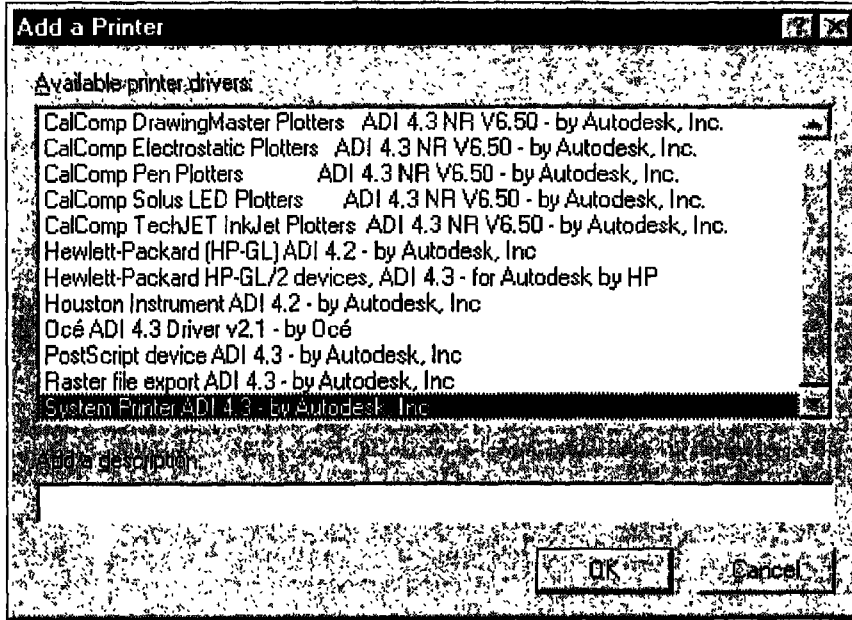 Add a Printer
Available printer drivers:
CalComp DrawingMaster Plotters ADI 4.3 NR V6.50 - by Autodesk, Inc.
CalComp Electrostatic Plotters ADI 4.3 NR V6.50 - by Autodesk, Inc.
CalComp Pen Plotters ADI 4.3 NR V6.50 - by Autodesk, Inc.
CalComp Solus LED Plotters ADI 4.3 NR V6.50 - by Autodesk, Inc.
CalComp TechJET InkJet Plotters ADI 4.3 NR V6.50 - by Autodesk, Inc.
Hewlett-Packard (HP-GL) ADI 4.2 - by Autodesk, Inc
Hewlett-Packard HP-GL/2 devices, ADI 4.3 - for Autodesk by HP
Houston Instrument ADI 4.2 - by Autodesk, Inc
Océ ADI 4.3 Driver v2.1 - by Océ
PostScript device ADI 4.3 - by Autodesk, Inc
Raster file export ADI 4.3 - by Autodesk, Inc
System Printer ADI 4.3 - by Autodesk, Inc
Add a description:
OK Cancel